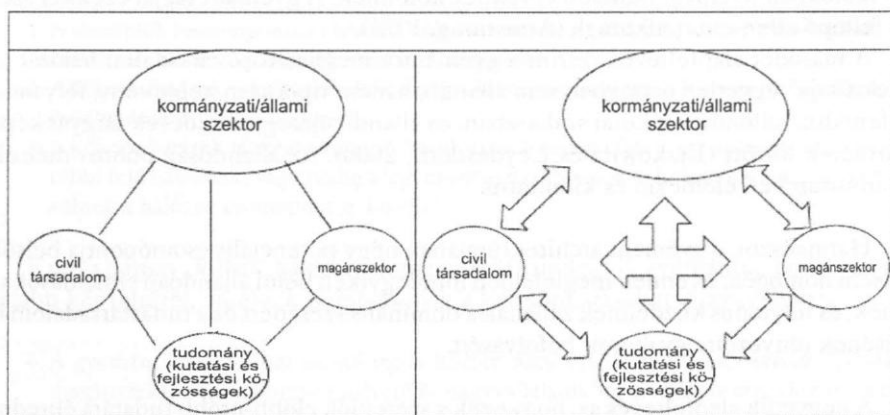 kormányzati/állami
szektor
civil
társadalom
magánszektor
tudomány
(kutatási és
fejlesztési kö-
zösségek)
kormányzati/állami
szektor
civil
társadalom
magánszektor
tudomány
(kutatási és
fejlesztési kö-
zösségek)